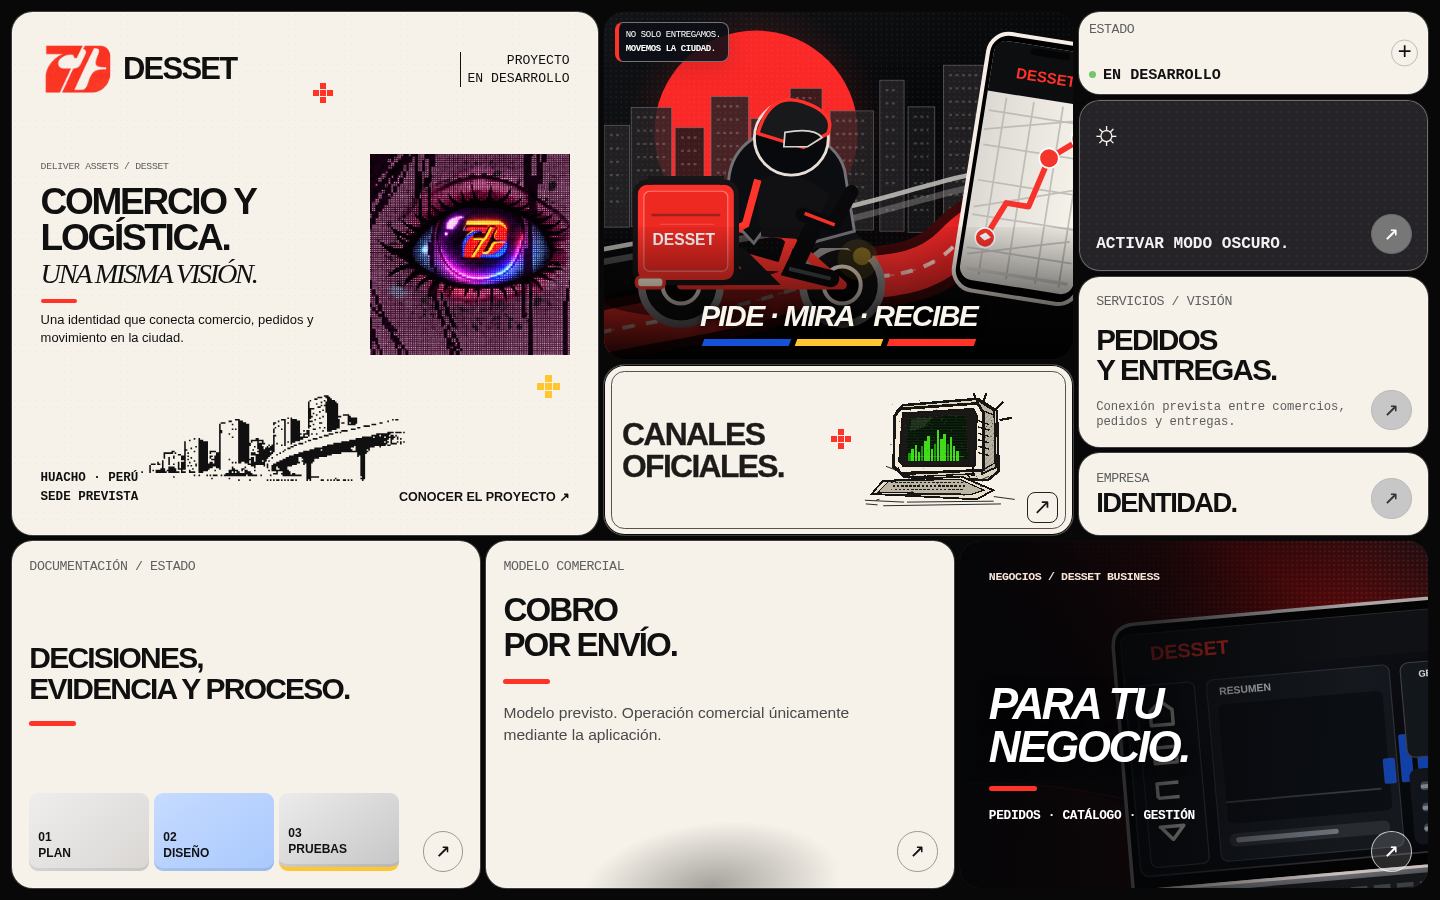 DESSET
PROYECTO
EN DESARROLLO
DELIVER ASSETS / DESSET
COMERCIO Y
LOGÍSTICA.
UNA MISMA VISIÓN.
Una identidad que conecta comercio, pedidos y
movimiento en la ciudad.
HUACHO · PERÚ
SEDE PREVISTA
CONOCER EL PROYECTO ↗
NO SOLO ENTREGAMOS.
MOVEMOS LA CIUDAD.
DESSET
DESSET
PIDE · MIRA · RECIBE
CANALES
OFICIALES.
ESTADO
EN DESARROLLO
ACTIVAR MODO OSCURO.
SERVICIOS / VISIÓN
PEDIDOS
Y ENTREGAS.
Conexión prevista entre comercios,
pedidos y entregas.
EMPRESA
IDENTIDAD.
DOCUMENTACIÓN / ESTADO
DECISIONES,
EVIDENCIA Y PROCESO.
01
PLAN
02
DISEÑO
03
PRUEBAS
MODELO COMERCIAL
COBRO
POR ENVÍO.
Modelo previsto. Operación comercial únicamente
mediante la aplicación.
NEGOCIOS / DESSET BUSINESS
DESSET
RESUMEN
PARA TU
NEGOCIO.
PEDIDOS · CATÁLOGO · GESTIÓN